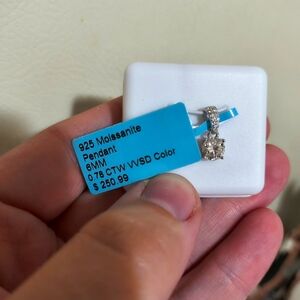 925 Moissanite
Pendant
6MM
0.78 CTW VVSD Color
$ 250.99